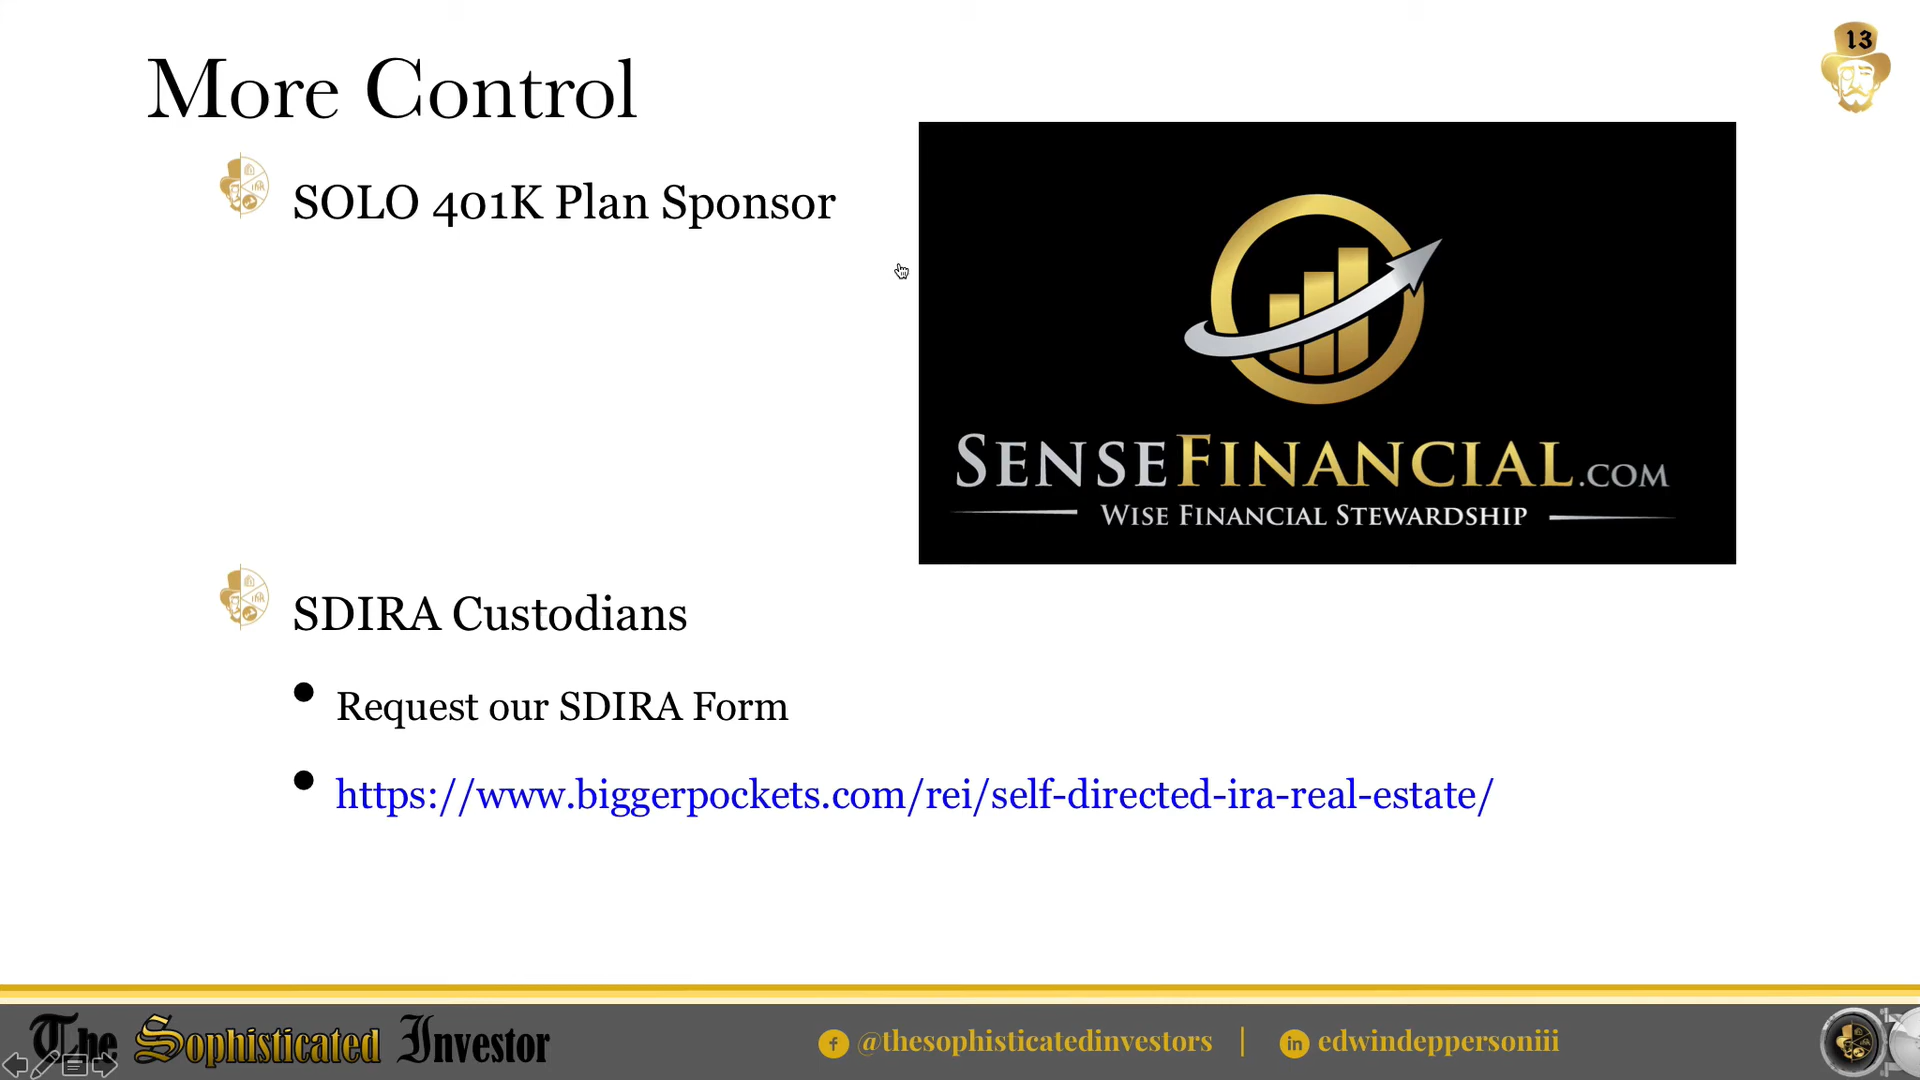 More Control
13
SOLO 401K Plan Sponsor
SENSEFINANCIAL.COM
WISE FINANCIAL STEWARDSHIP
SDIRA Custodians
Request our SDIRA Form
https://www.biggerpockets.com/rei/self-directed-ira-real-estate/
The Sophisticated Investor
@thesophisticatedinvestors | edwindeppersoniii